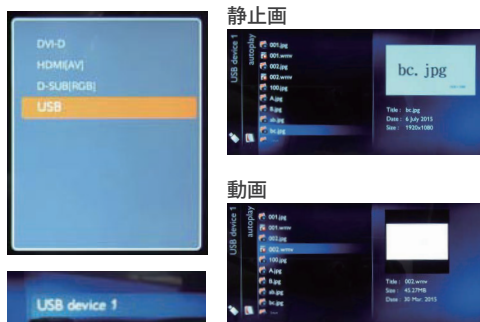 DVI-D
HDMI[AV]
D-SUB[RGB]
USB
USB device 1
静止画
USB device 1
autoplay
001.jpg
001.wmv
002.jpg
002.wmv
100.jpg
A.jpg
B.jpg
ab.jpg
bc.jpg
bc. jpg
Title : bc.jpg
Date : 6 July 2015
Size : 1920x1080
動画
USB device 1
autoplay
001.jpg
001.wmv
002.jpg
002.wmv
100.jpg
A.jpg
B.jpg
ab.jpg
bc.jpg
Title : 002.wmv
Size : 45.27MB
Date : 30 Mar. 2015